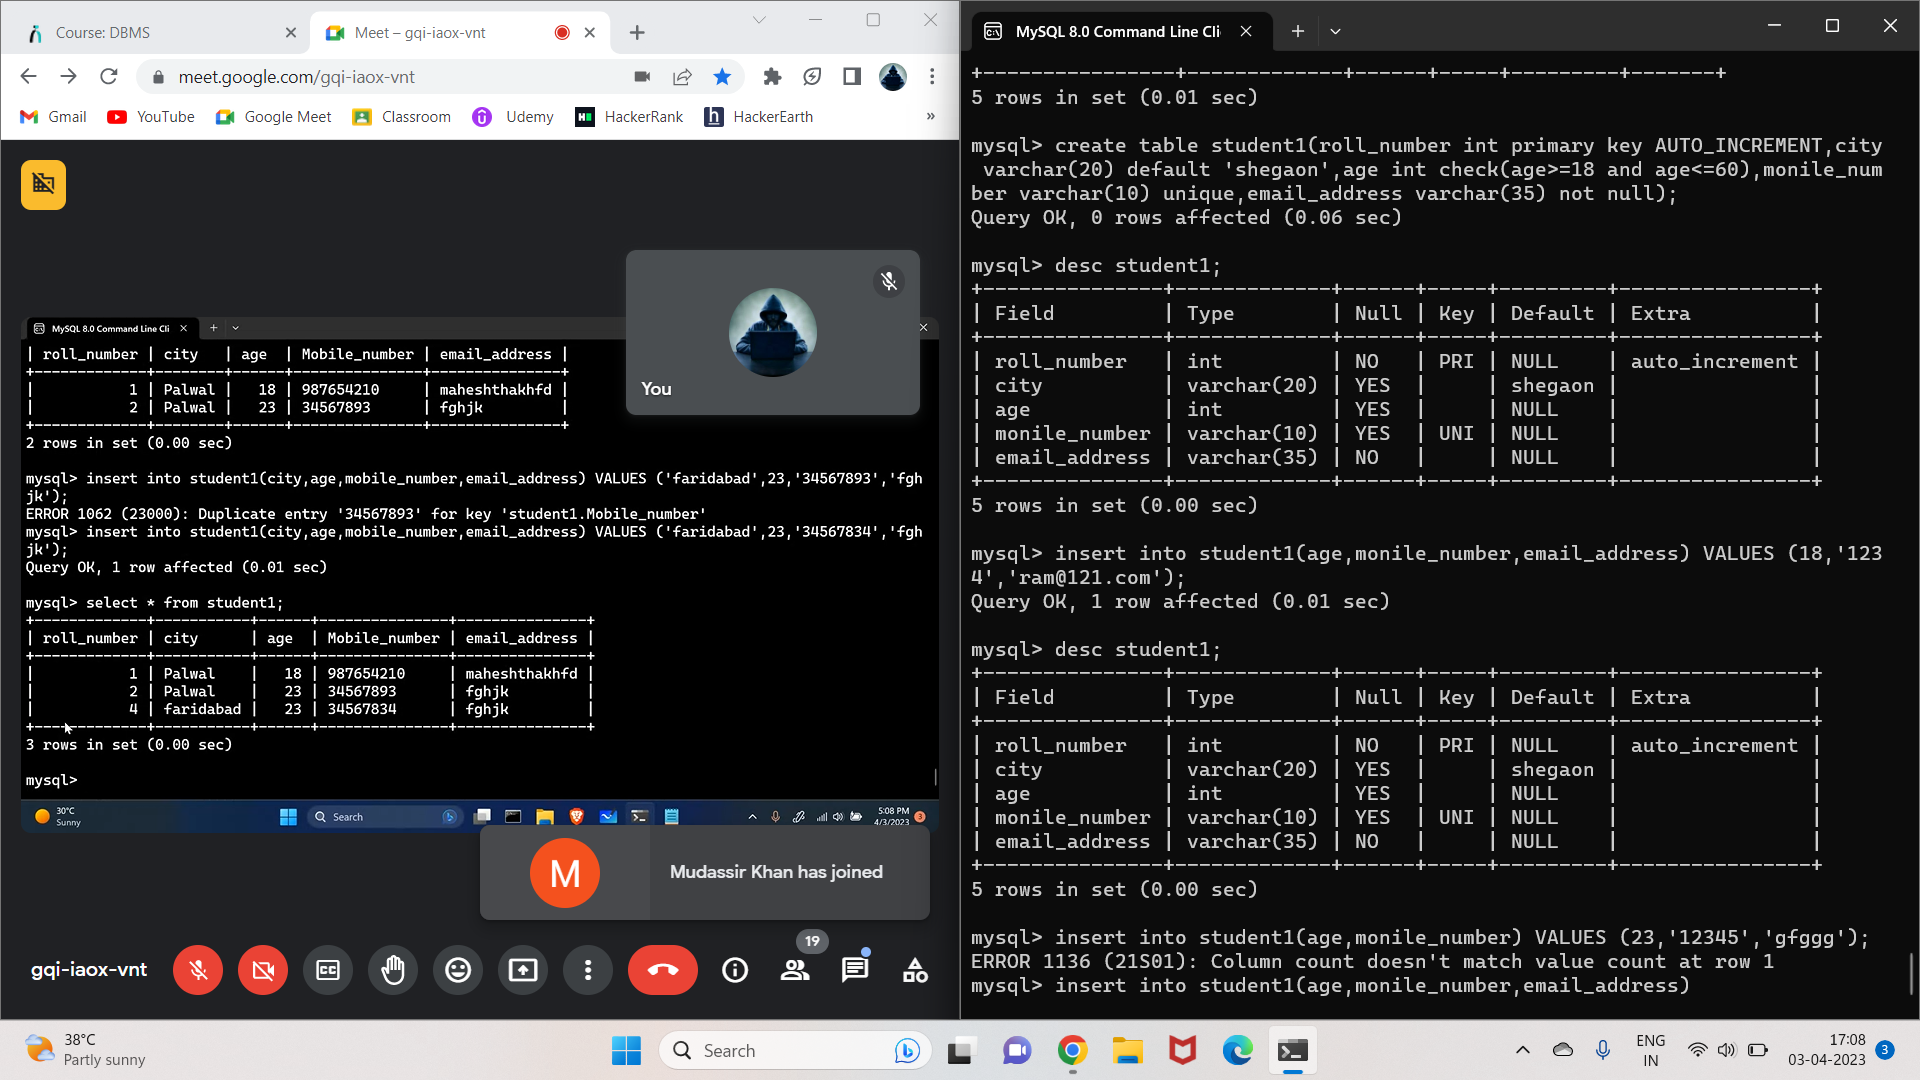 Course: DBMS
Meet – gqi-iaox-vnt
meet.google.com/gqi-iaox-vnt
Gmail YouTube Google Meet Classroom Udemy HackerRank HackerEarth »
You
MySQL 8.0 Command Line Cli
| roll_number | city | age | Mobile_number | email_address |
+-------------+--------+------+---------------+---------------+
| 1 | Palwal | 18 | 987654210 | maheshthakhfd |
| 2 | Palwal | 23 | 34567893 | fghjk |
+-------------+--------+------+---------------+---------------+
2 rows in set (0.00 sec)
mysql> insert into student1(city,age,mobile_number,email_address) VALUES ('faridabad',23,'34567893','fgh
jk');
ERROR 1062 (23000): Duplicate entry '34567893' for key 'student1.Mobile_number'
mysql> insert into student1(city,age,mobile_number,email_address) VALUES ('faridabad',23,'34567834','fgh
jk');
Query OK, 1 row affected (0.01 sec)
mysql> select * from student1;
+-------------+-----------+------+---------------+---------------+
| roll_number | city | age | Mobile_number | email_address |
+-------------+-----------+------+---------------+---------------+
| 1 | Palwal | 18 | 987654210 | maheshthakhfd |
| 2 | Palwal | 23 | 34567893 | fghjk |
| 4 | faridabad | 23 | 34567834 | fghjk |
+-------------+-----------+------+---------------+---------------+
3 rows in set (0.00 sec)
mysql>
30°C
Sunny
Search
5:08 PM
4/3/2023
3
M
Mudassir Khan has joined
19
gqi-iaox-vnt
CC
MySQL 8.0 Command Line Cli
+----------------+-------------+------+-----+---------+-------+
5 rows in set (0.01 sec)
mysql> create table student1(roll_number int primary key AUTO_INCREMENT,city
varchar(20) default 'shegaon',age int check(age>=18 and age<=60),monile_num
ber varchar(10) unique,email_address varchar(35) not null);
Query OK, 0 rows affected (0.06 sec)
mysql> desc student1;
+---------------+-------------+------+-----+---------+----------------+
| Field | Type | Null | Key | Default | Extra |
+---------------+-------------+------+-----+---------+----------------+
| roll_number | int | NO | PRI | NULL | auto_increment |
| city | varchar(20) | YES | | shegaon | |
| age | int | YES | | NULL | |
| monile_number | varchar(10) | YES | UNI | NULL | |
| email_address | varchar(35) | NO | | NULL | |
+---------------+-------------+------+-----+---------+----------------+
5 rows in set (0.00 sec)
mysql> insert into student1(age,monile_number,email_address) VALUES (18,'123
4','ram@121.com');
Query OK, 1 row affected (0.01 sec)
mysql> desc student1;
+---------------+-------------+------+-----+---------+----------------+
| Field | Type | Null | Key | Default | Extra |
+---------------+-------------+------+-----+---------+----------------+
| roll_number | int | NO | PRI | NULL | auto_increment |
| city | varchar(20) | YES | | shegaon | |
| age | int | YES | | NULL | |
| monile_number | varchar(10) | YES | UNI | NULL | |
| email_address | varchar(35) | NO | | NULL | |
+---------------+-------------+------+-----+---------+----------------+
5 rows in set (0.00 sec)
mysql> insert into student1(age,monile_number) VALUES (23,'12345','gfggg');
ERROR 1136 (21S01): Column count doesn't match value count at row 1
mysql> insert into student1(age,monile_number,email_address)
38°C
Partly sunny
Search
ENG
IN
17:08
03-04-2023
3